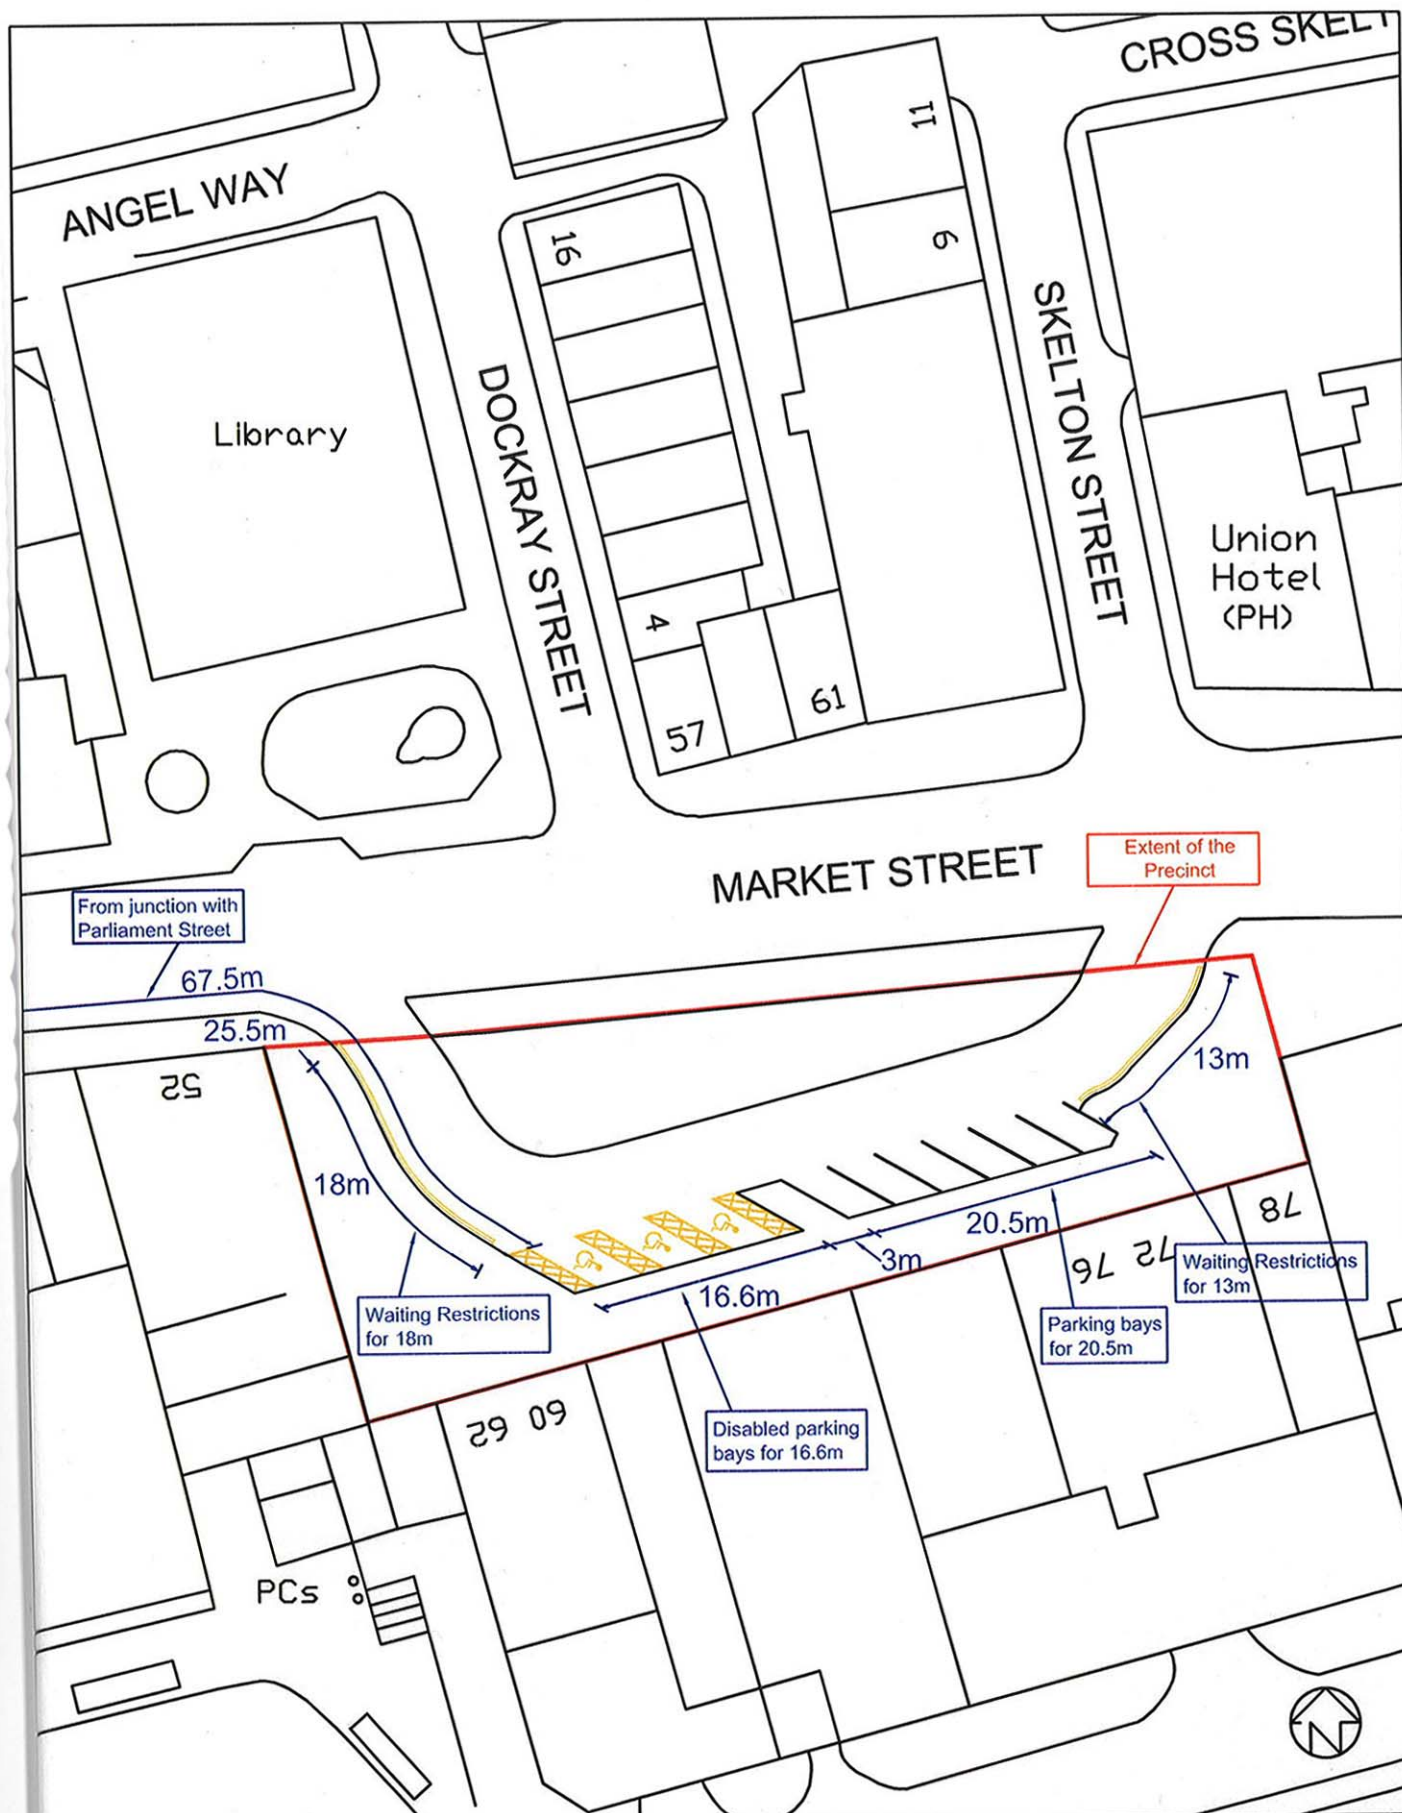 CROSS SKELT
11
ANGEL WAY
16
9
SKELTON STREET
DOCKRAY STREET
Library
Union
Hotel
(PH)
4
61
57
MARKET STREET
Extent of the
Precinct
From junction with
Parliament Street
67.5m
25.5m
52
13m
18m
78
20.5m
72
76
3m
Waiting Restrictions
for 13m
16.6m
Waiting Restrictions
for 18m
Parking bays
for 20.5m
60
62
Disabled parking
bays for 16.6m
PCs
N